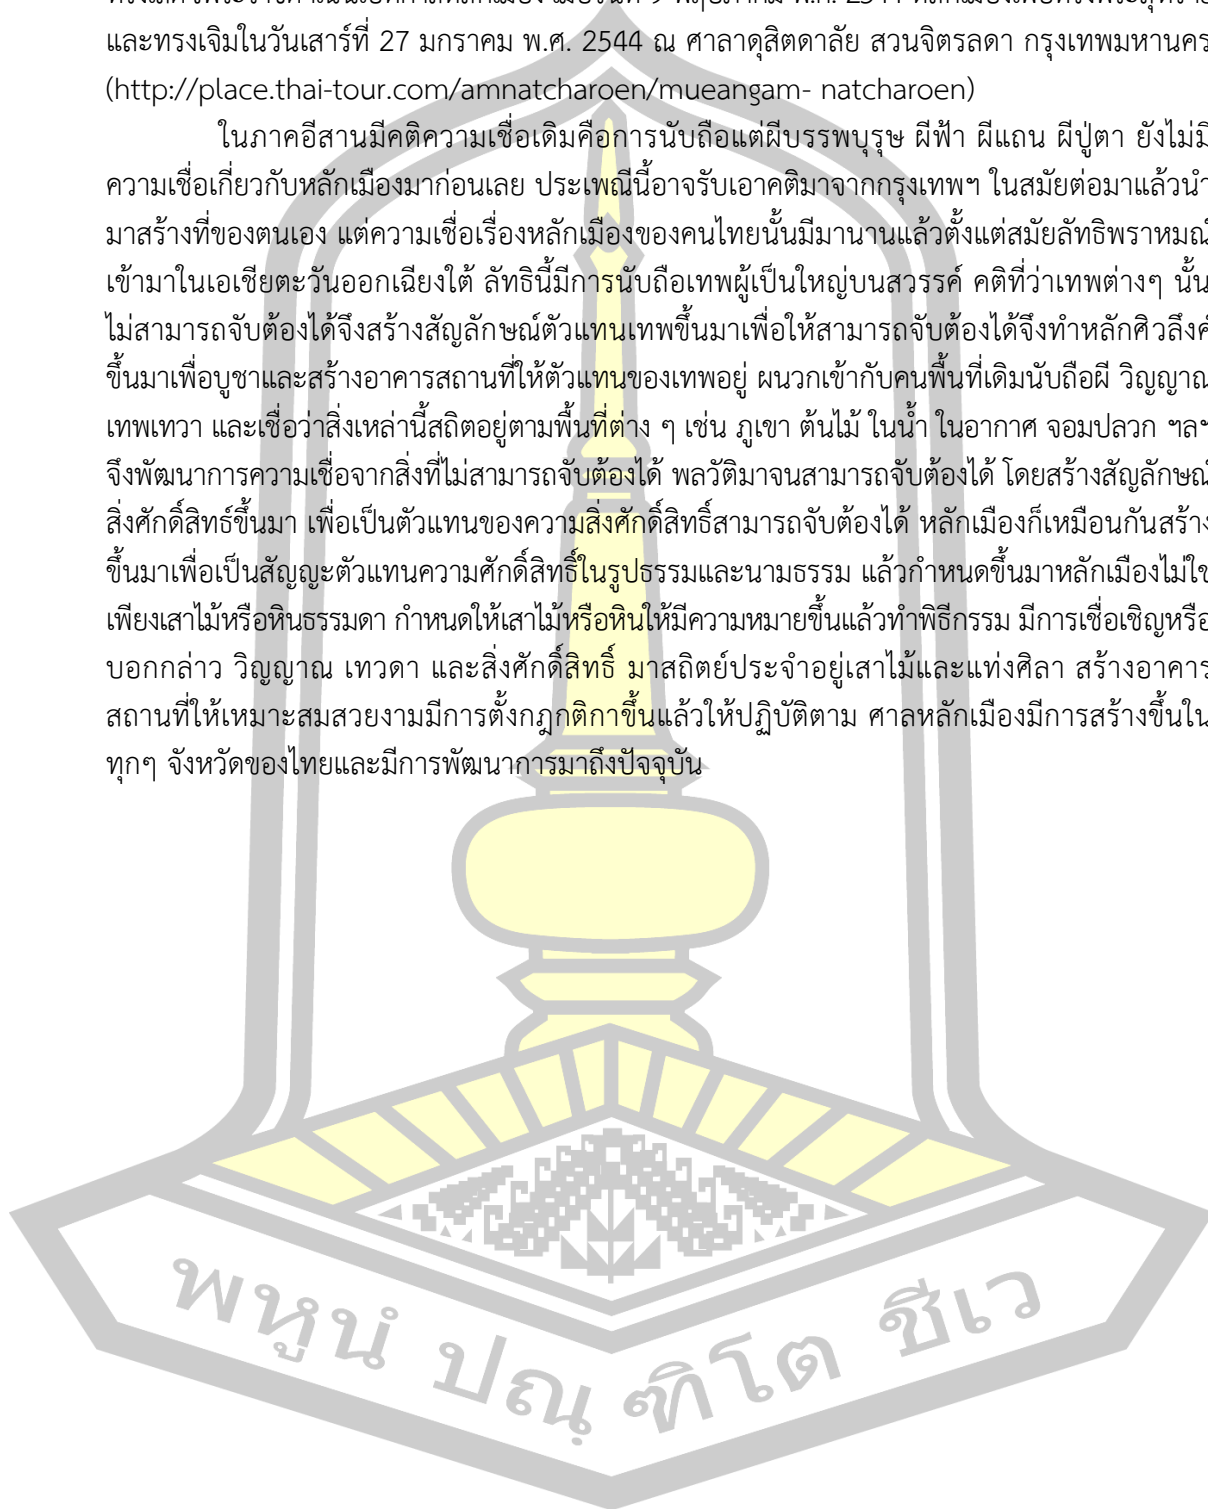 และทรงเจิมในวันเสาร์ที่ 27 มกราคม พ.ศ. 2544 ณ ศาลาดุสิตดาลัย สวนจิตรลดา กรุงเทพมหานคร
(http://place.thai-tour.com/amnatcharoen/mueangam- natcharoen)
ในภาคอีสานมีคติความเชื่อเดิมคือการนับถือแต่ผีบรรพบุรุษ ผีฟ้า ผีแถน ผีปู่ตา ยังไม่มี
ความเชื่อเกี่ยวกับหลักเมืองมาก่อนเลย ประเพณีนี้อาจรับเอาคติมาจากกรุงเทพฯ ในสมัยต่อมาแล้วนำ
มาสร้างที่ของตนเอง แต่ความเชื่อเรื่องหลักเมืองของคนไทยนั้นมีมานานแล้วตั้งแต่สมัยลัทธิพราหมณ์
เข้ามาในเอเชียตะวันออกเฉียงใต้ ลัทธินี้มีการนับถือเทพผู้เป็นใหญ่บนสวรรค์ คติที่ว่าเทพต่างๆ นั้น
ไม่สามารถจับต้องได้จึงสร้างสัญลักษณ์ตัวแทนเทพขึ้นมาเพื่อให้สามารถจับต้องได้จึงทำหลักศิวลึงค์
ขึ้นมาเพื่อบูชาและสร้างอาคารสถานที่ให้ตัวแทนของเทพอยู่ ผนวกเข้ากับคนพื้นที่เดิมนับถือผี วิญญาณ
เทพเทวา และเชื่อว่าสิ่งเหล่านี้สถิตอยู่ตามพื้นที่ต่าง ๆ เช่น ภูเขา ต้นไม้ ในน้ำ ในอากาศ จอมปลวก ฯลฯ
จึงพัฒนาการความเชื่อจากสิ่งที่ไม่สามารถจับต้องได้ พลวัติมาจนสามารถจับต้องได้ โดยสร้างสัญลักษณ์
สิ่งศักดิ์สิทธ์ขึ้นมา เพื่อเป็นตัวแทนของความสิ่งศักดิ์สิทธิ์สามารถจับต้องได้ หลักเมืองก็เหมือนกันสร้าง
ขึ้นมาเพื่อเป็นสัญญะตัวแทนความศักดิ์สิทธิ์ในรูปธรรมและนามธรรม แล้วกำหนดขึ้นมาหลักเมืองไม่ใช่
เพียงเสาไม้หรือหินธรรมดา กำหนดให้เสาไม้หรือหินให้มีความหมายขึ้นแล้วทำพิธีกรรม มีการเชื่อเชิญหรือ
บอกกล่าว วิญญาณ เทวดา และสิ่งศักดิ์สิทธิ์ มาสถิตย์ประจำอยู่เสาไม้และแท่งศิลา สร้างอาคาร
สถานที่ให้เหมาะสมสวยงามมีการตั้งกฎกติกาขึ้นแล้วให้ปฏิบัติตาม ศาลหลักเมืองมีการสร้างขึ้นใน
ทุกๆ จังหวัดของไทยและมีการพัฒนาการมาถึงปัจจุบัน
พหูนํ ปณฺฑิโต ชีเว